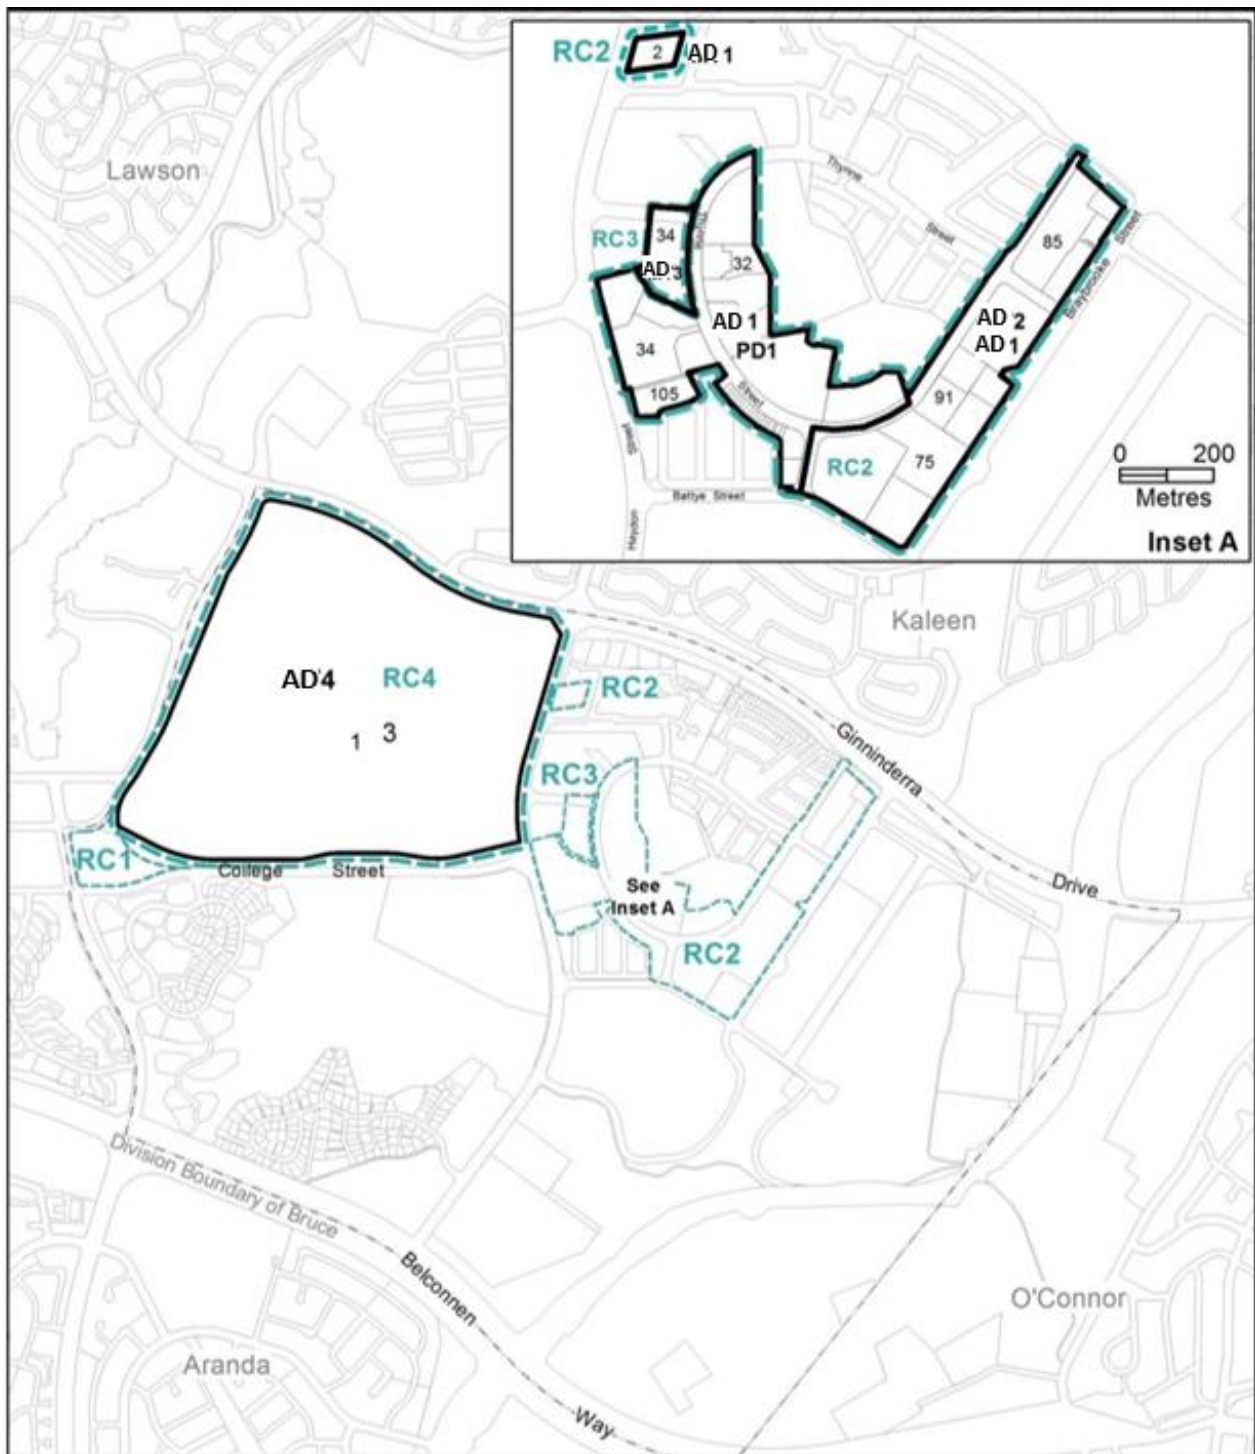 RC2
2
AD 1
Lawson
Thynne
Street
Thynne
RC3
34
AD 3
32
85
Street
Braybrooke
AD 1
PD1
AD 2
AD 1
34
105
Street
91
RC2
75
Street
Haydon
Battye Street
0 200
Metres
Inset A
Kaleen
AD4
RC4
1
3
RC2
Ginninderra
Drive
RC3
RC1
College Street
See
Inset A
RC2
Division Boundary of Bruce
Belconnen
Way
O'Connor
Aranda